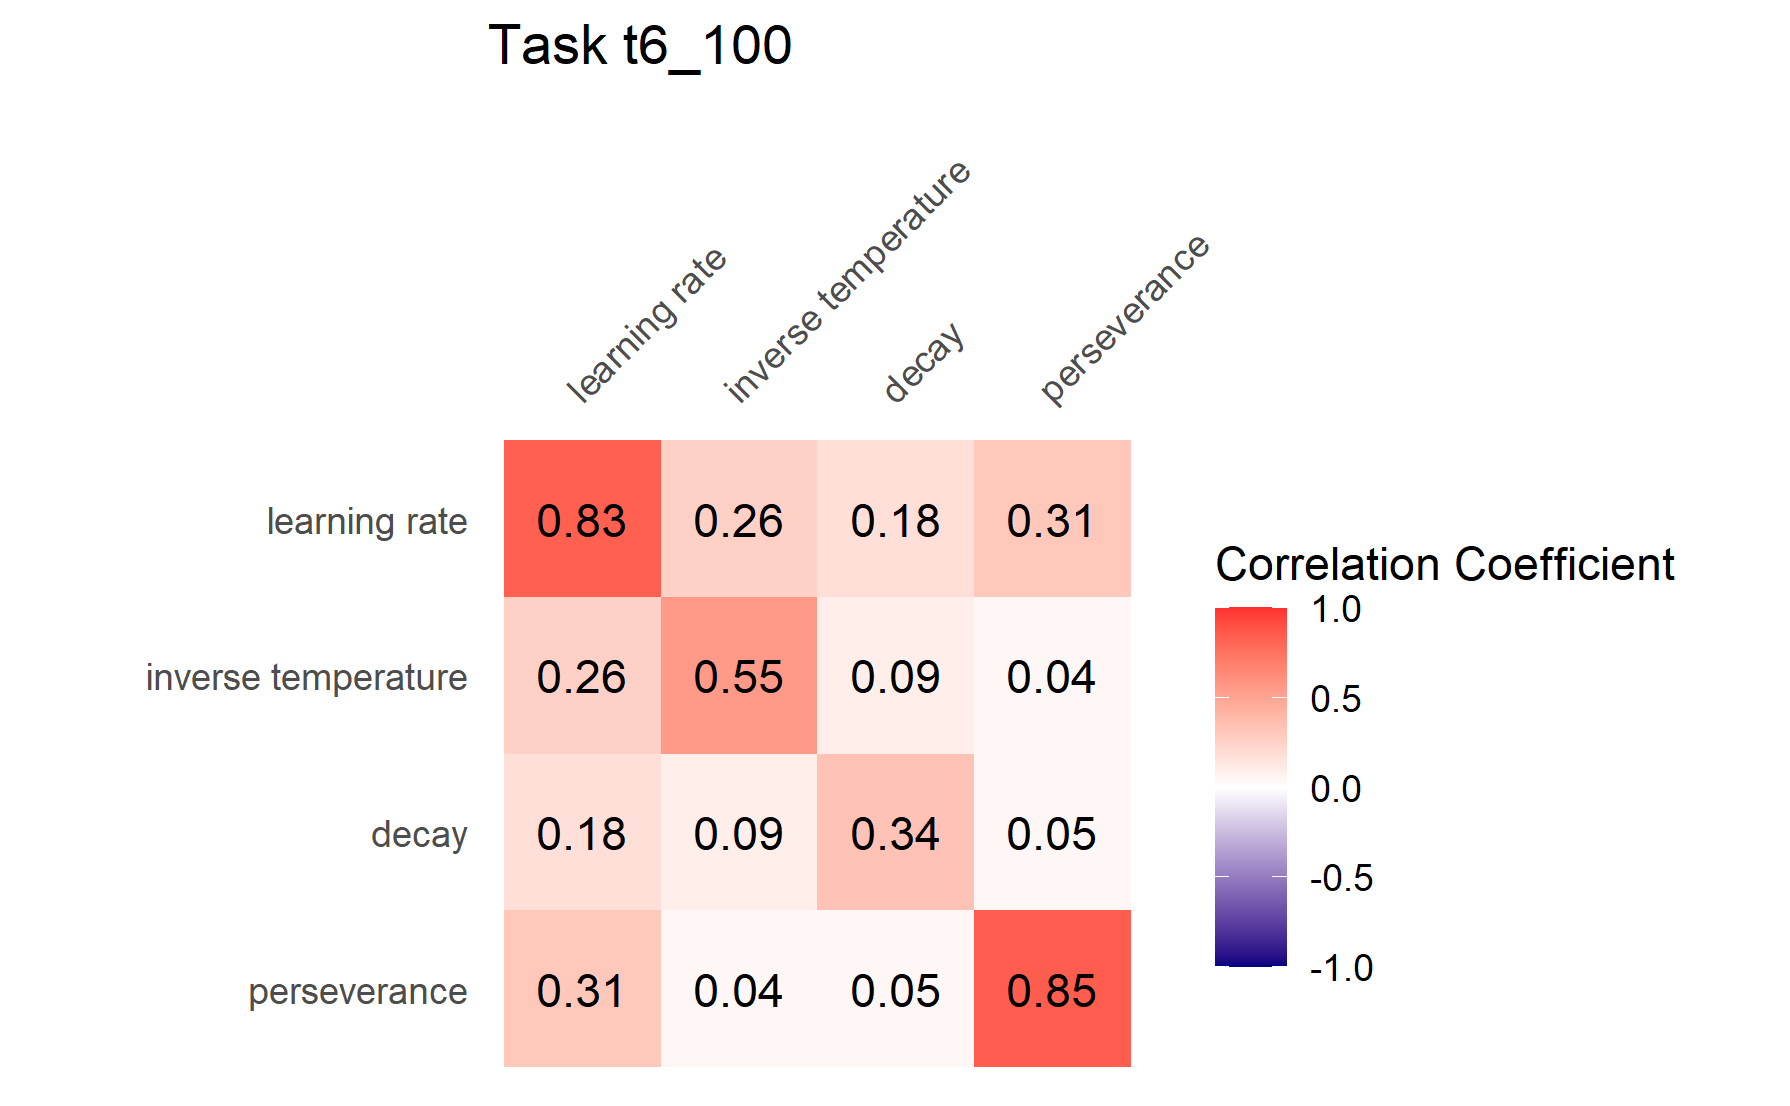 Task t6_100
learning rate
inverse temperature
decay
perseverance
learning rate 0.83 0.26 0.18 0.31
inverse temperature 0.26 0.55 0.09 0.04
decay 0.18 0.09 0.34 0.05
perseverance 0.31 0.04 0.05 0.85
Correlation Coefficient
1.0
0.5
0.0
-0.5
-1.0